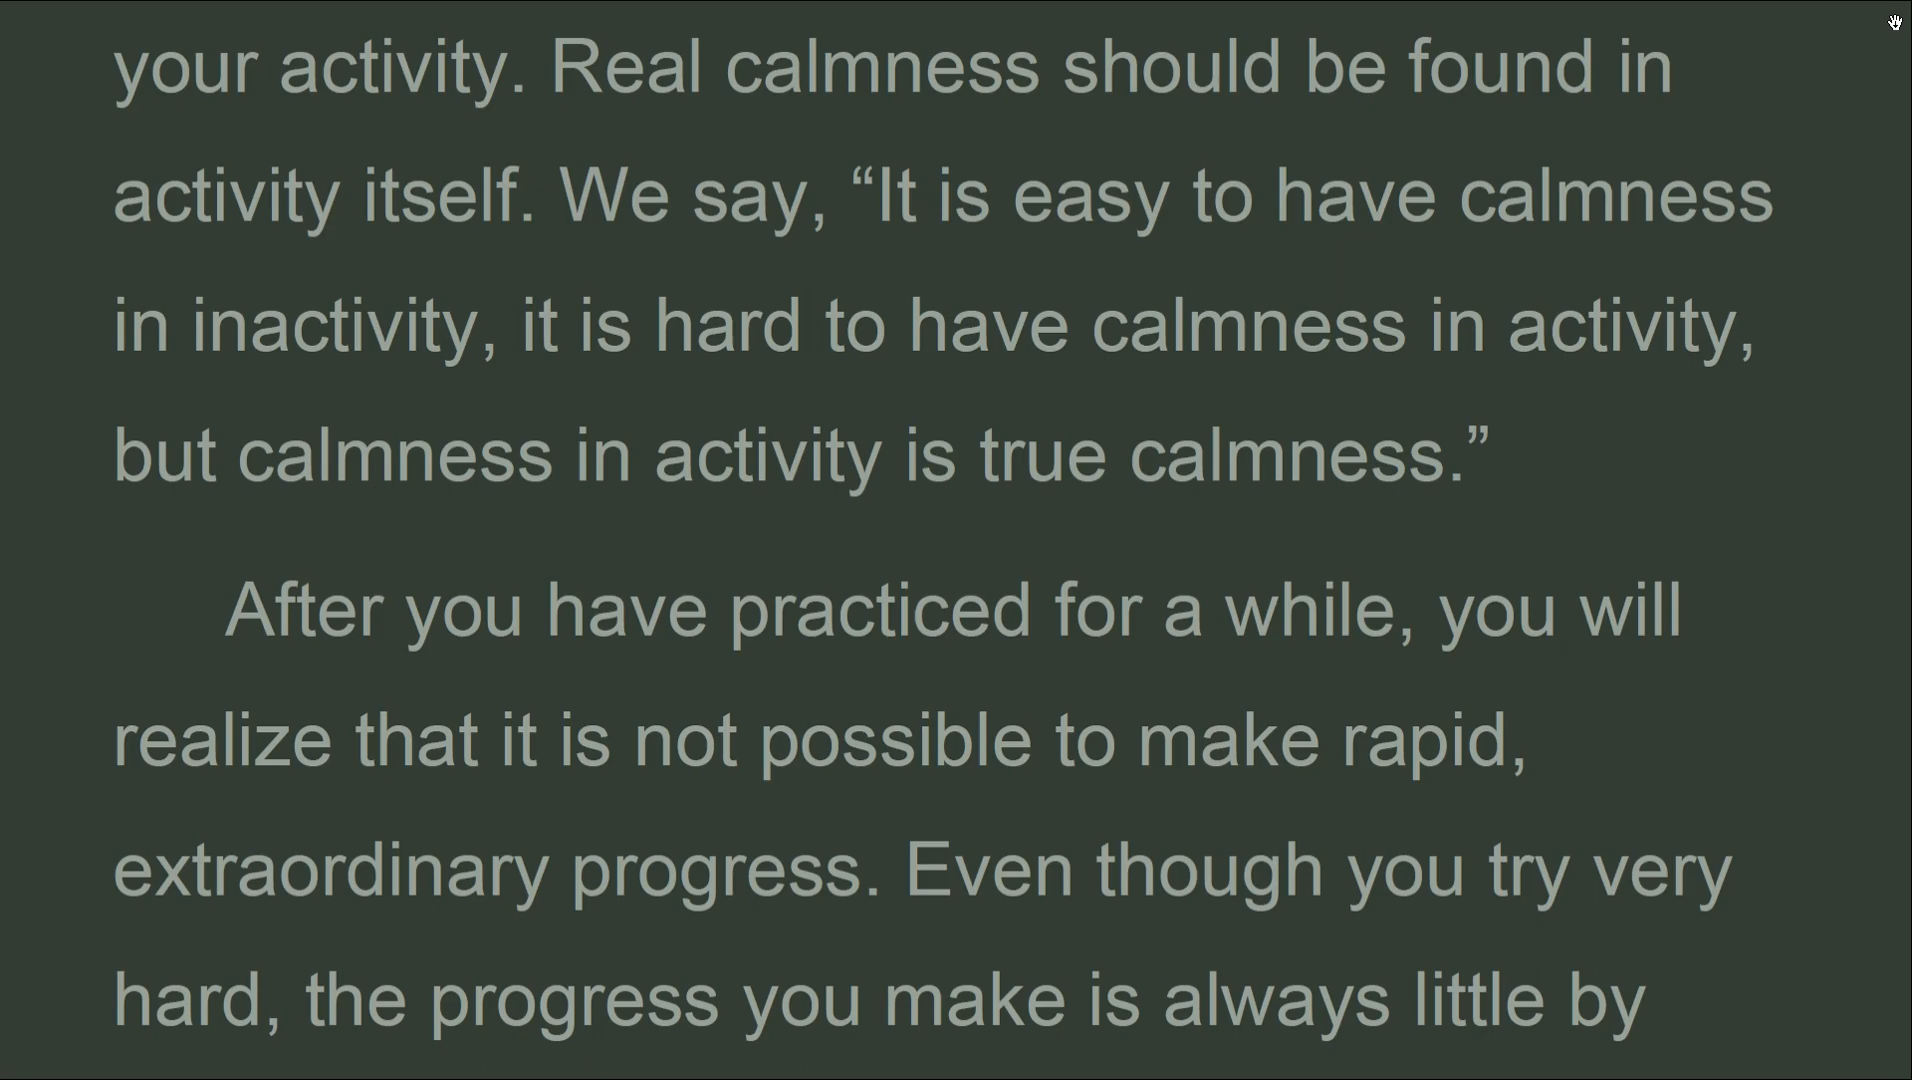 your activity. Real calmness should be found in
activity itself. We say, “It is easy to have calmness
in inactivity, it is hard to have calmness in activity,
but calmness in activity is true calmness.”
After you have practiced for a while, you will
realize that it is not possible to make rapid,
extraordinary progress. Even though you try very
hard, the progress you make is always little by